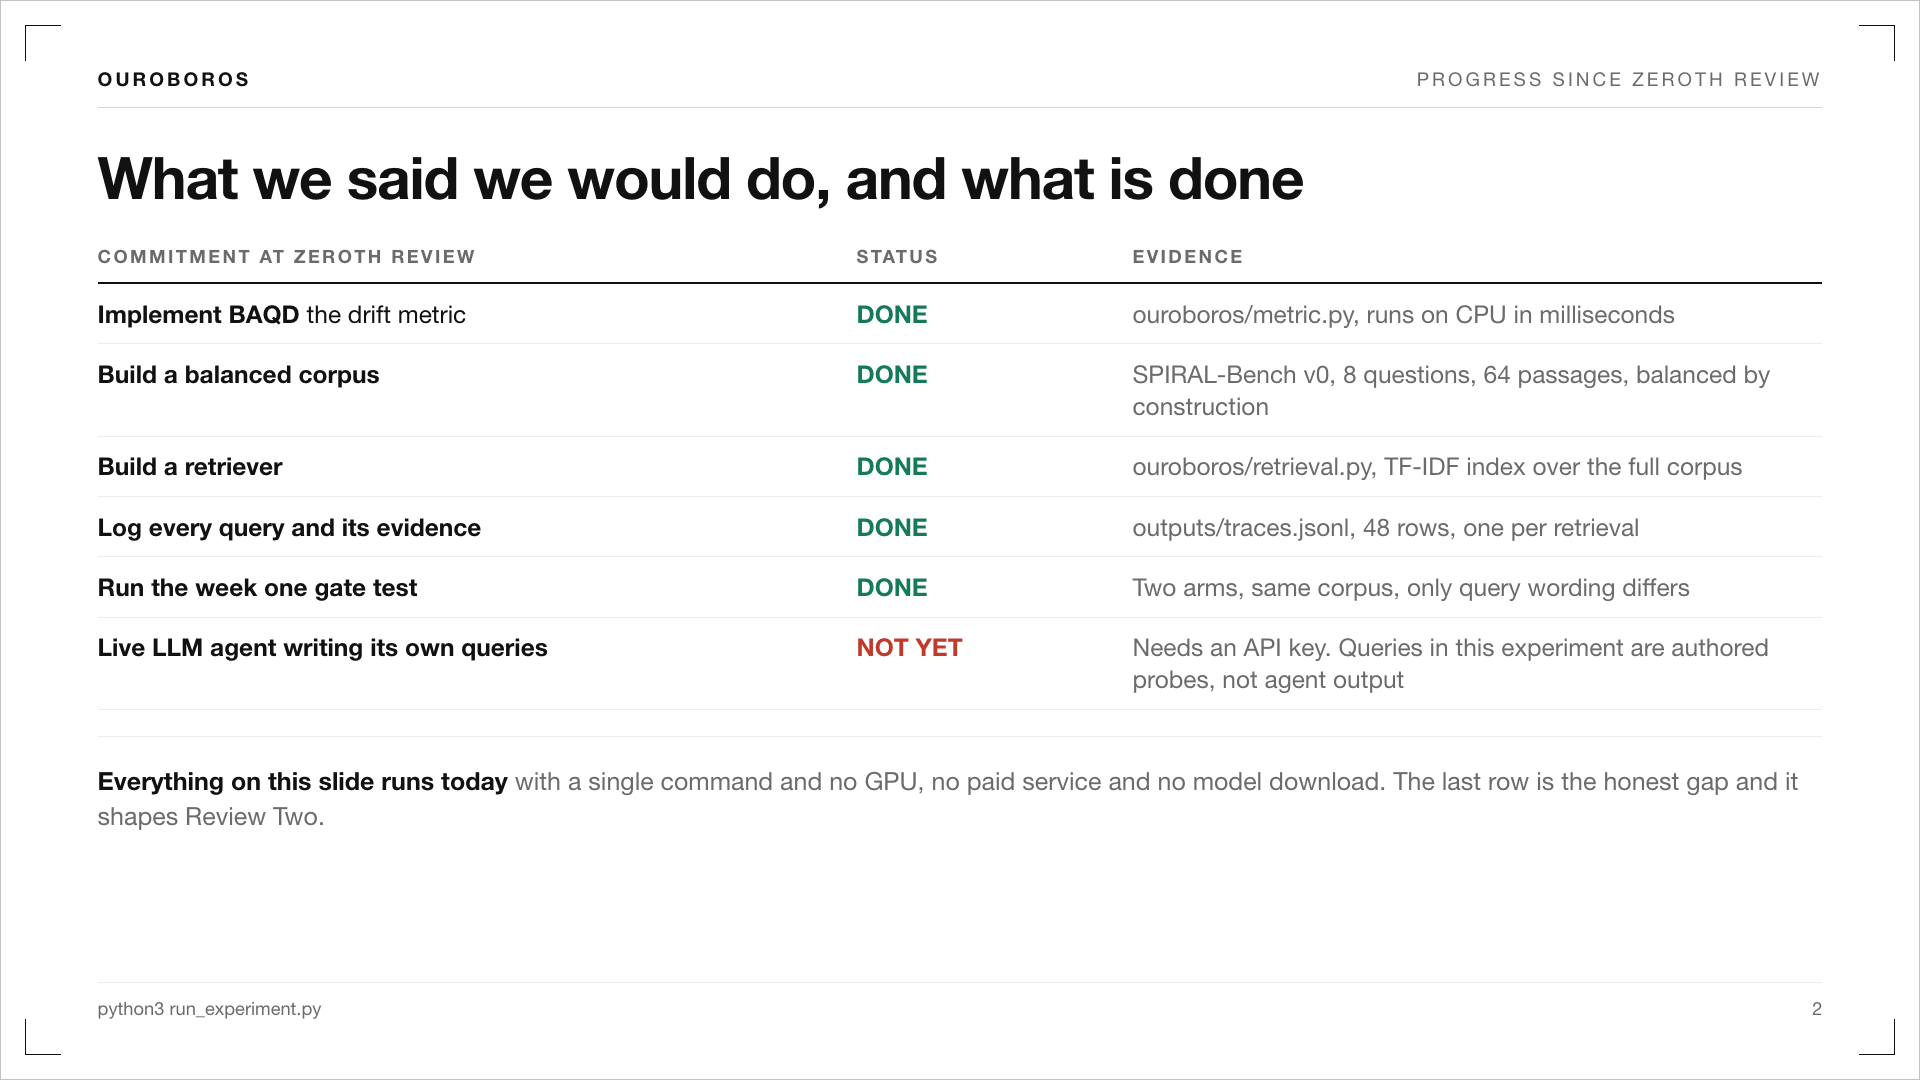 OUROBOROS
PROGRESS SINCE ZEROTH REVIEW
What we said we would do, and what is done
COMMITMENT AT ZEROTH REVIEW STATUS EVIDENCE
Implement BAQD the drift metric DONE ouroboros/metric.py, runs on CPU in milliseconds
Build a balanced corpus DONE SPIRAL-Bench v0, 8 questions, 64 passages, balanced by
construction
Build a retriever DONE ouroboros/retrieval.py, TF-IDF index over the full corpus
Log every query and its evidence DONE outputs/traces.jsonl, 48 rows, one per retrieval
Run the week one gate test DONE Two arms, same corpus, only query wording differs
Live LLM agent writing its own queries NOT YET Needs an API key. Queries in this experiment are authored
probes, not agent output
Everything on this slide runs today with a single command and no GPU, no paid service and no model download. The last row is the honest gap and it
shapes Review Two.
python3 run_experiment.py
2